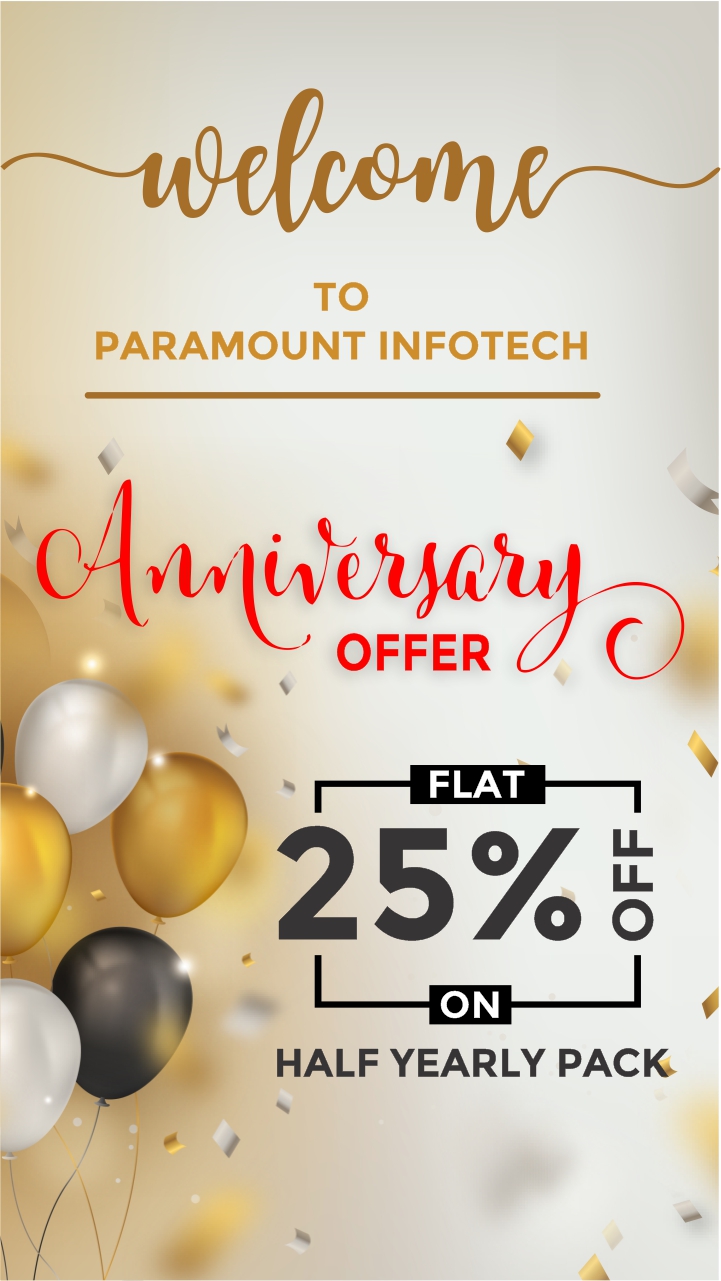 welcome
TO
PARAMOUNT INFOTECH
Anniversary
OFFER
FLAT
25% OFF
ON
HALF YEARLY PACK